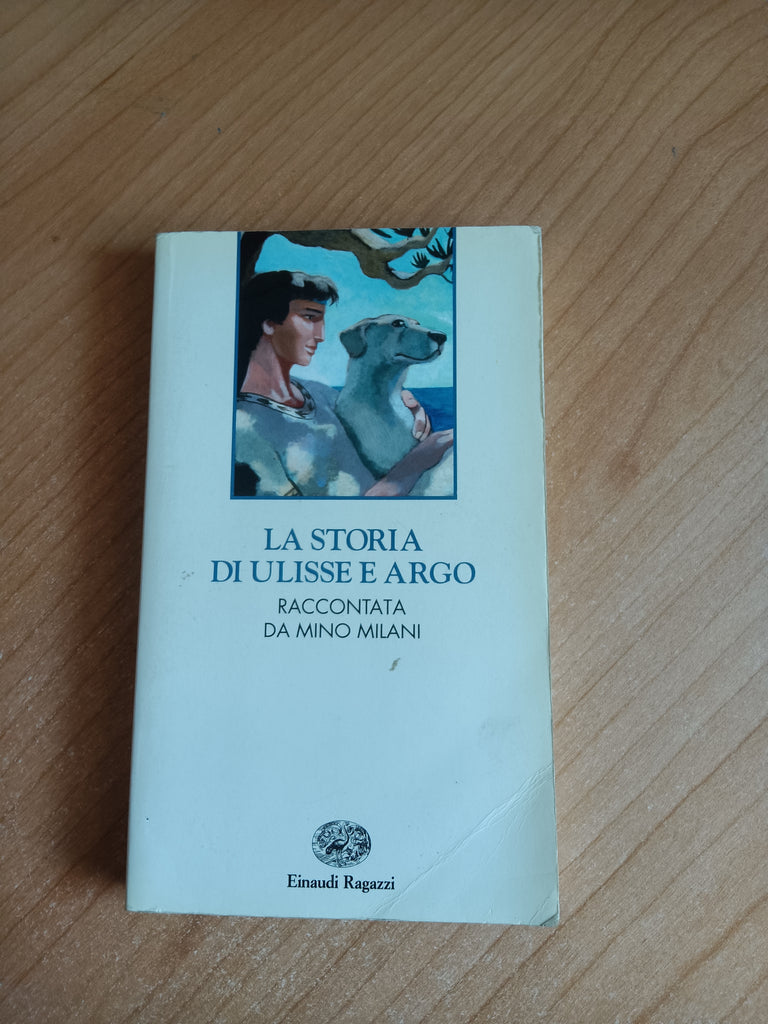 LA STORIA
DI ULISSE E ARGO
RACCONTATA
DA MINO MILANI
Einaudi Ragazzi